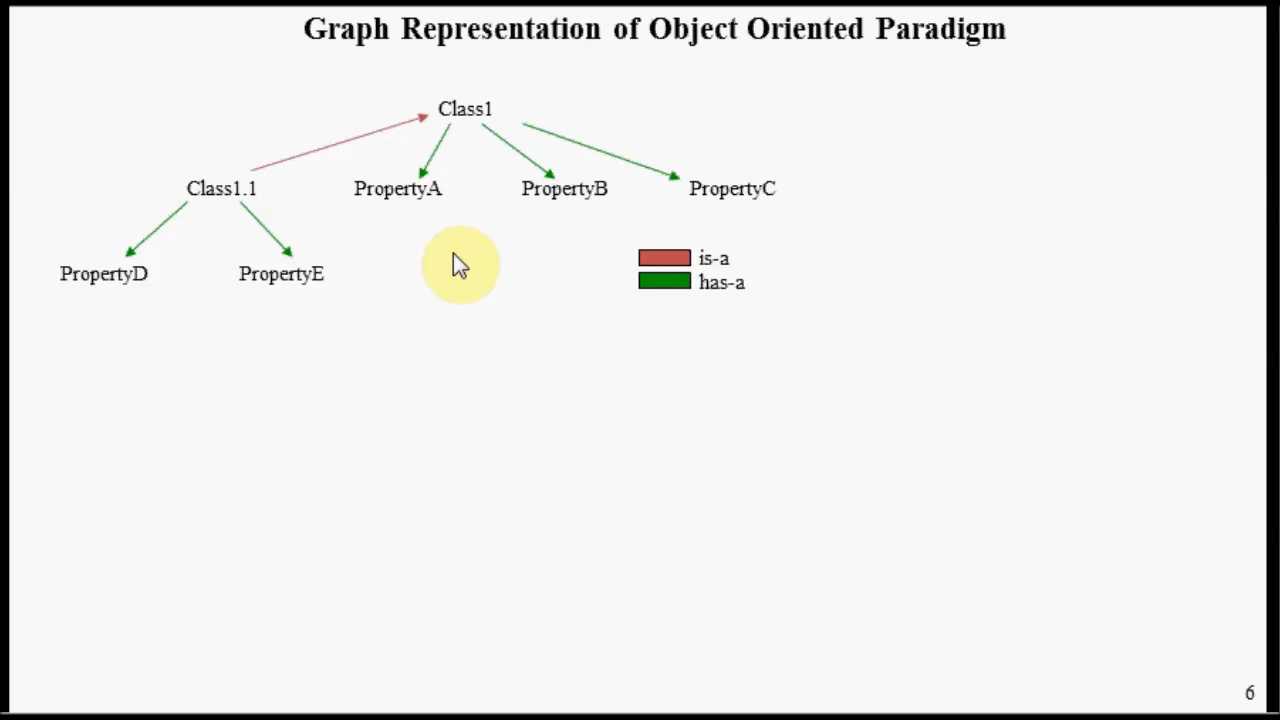 Graph Representation of Object Oriented Paradigm
Class1
Class1.1
PropertyA
PropertyB
PropertyC
PropertyD
PropertyE
is-a
has-a
6